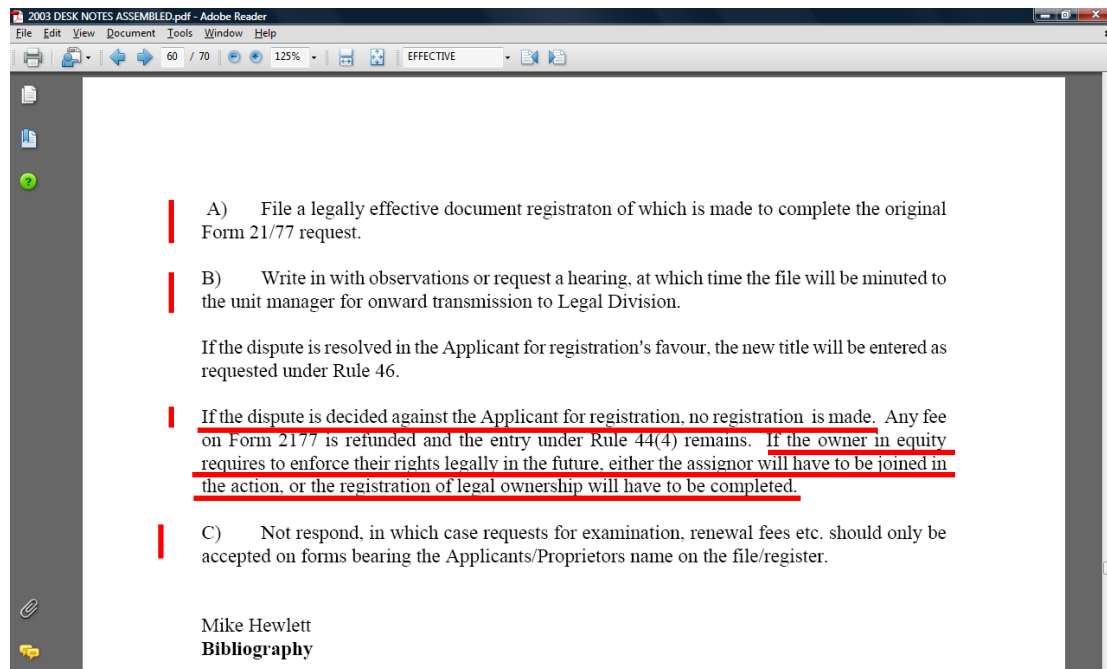 2003 DESK NOTES ASSEMBLED.pdf - Adobe Reader
File Edit View Document Tools Window Help
60 / 70 125% EFFECTIVE
A) File a legally effective document registraton of which is made to complete the original
Form 21/77 request.
B) Write in with observations or request a hearing, at which time the file will be minuted to
the unit manager for onward transmission to Legal Division.
If the dispute is resolved in the Applicant for registration's favour, the new title will be entered as
requested under Rule 46.
If the dispute is decided against the Applicant for registration, no registration is made. Any fee
on Form 2177 is refunded and the entry under Rule 44(4) remains. If the owner in equity
requires to enforce their rights legally in the future, either the assignor will have to be joined in
the action, or the registration of legal ownership will have to be completed.
C) Not respond, in which case requests for examination, renewal fees etc. should only be
accepted on forms bearing the Applicants/Proprietors name on the file/register.
Mike Hewlett
Bibliography